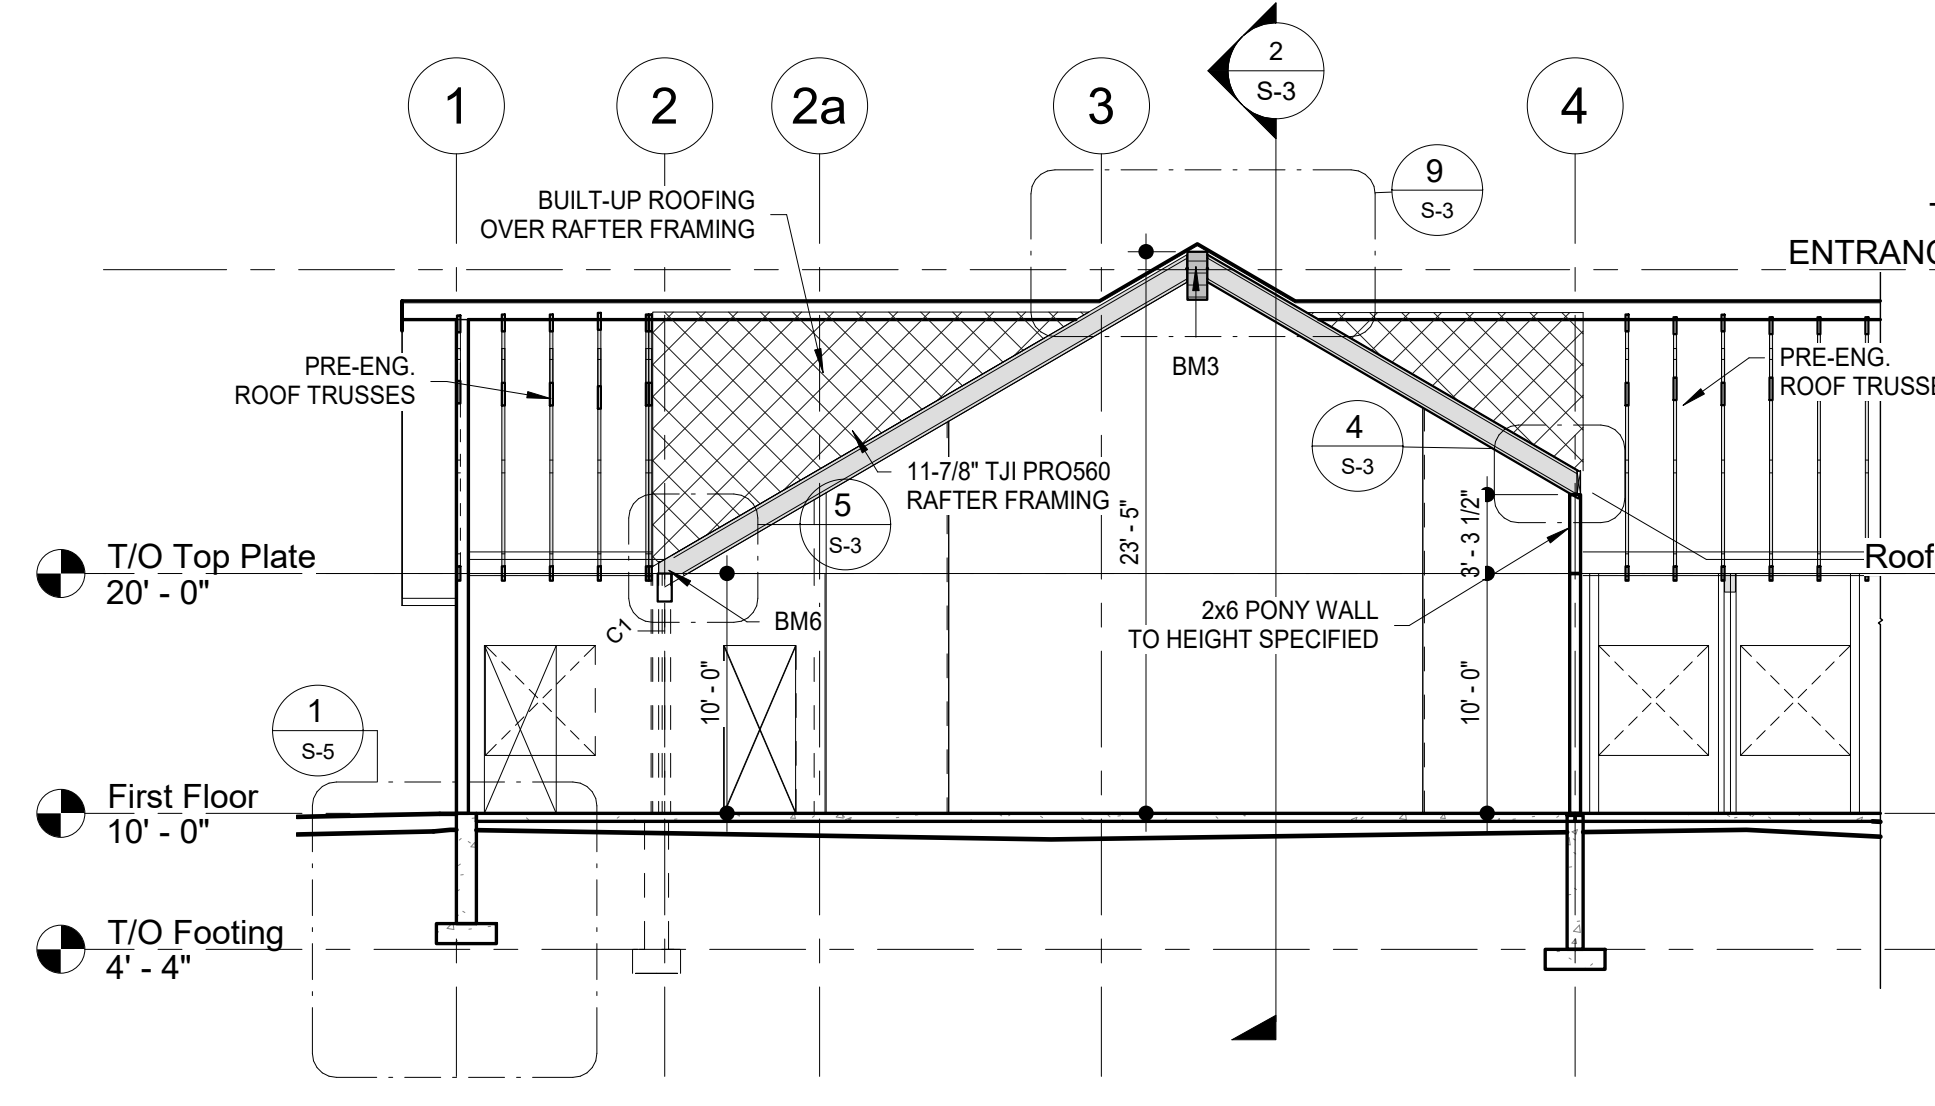 2
S-3
1
2
2a
3
4
9
S-3
BUILT-UP ROOFING
OVER RAFTER FRAMING
PRE-ENG.
ROOF TRUSSES
BM3
PRE-ENG.
4
S-3
11-7/8" TJI PRO560
RAFTER FRAMING
5
S-3
23' - 5"
3' - 3 1/2"
T/O Top Plate
20' - 0"
Roof
2x6 PONY WALL
TO HEIGHT SPECIFIED
BM6
C1
10' - 0"
10' - 0"
1
S-5
First Floor
10' - 0"
T/O Footing
4' - 4"